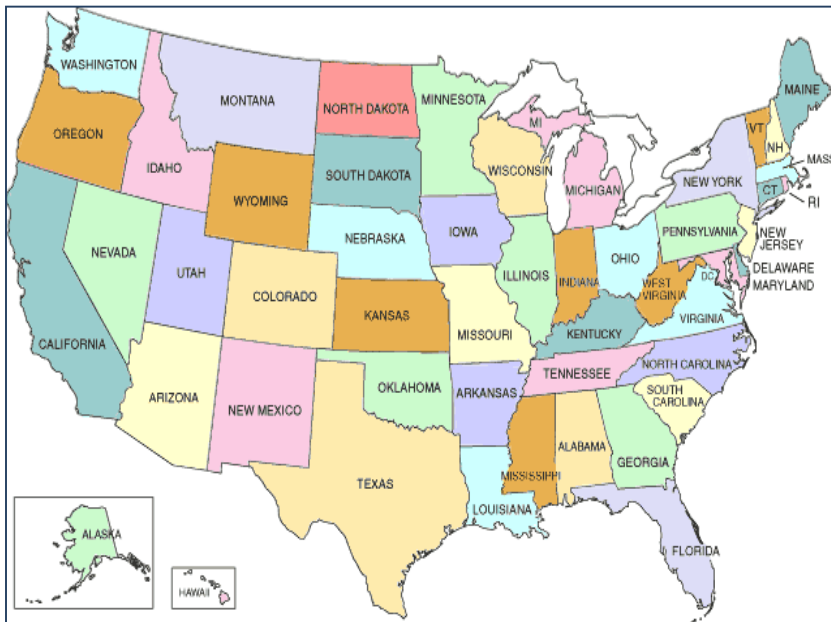 WASHINGTON
MONTANA
NORTH DAKOTA
MINNESOTA
MAINE
OREGON
IDAHO
WYOMING
SOUTH DAKOTA
WISCONSIN
MI
MICHIGAN
VT
NH
MASS
NEW YORK
CT
RI
NEVADA
UTAH
COLORADO
NEBRASKA
IOWA
ILLINOIS
INDIANA
OHIO
PENNSYLVANIA
NEW
JERSEY
DELAWARE
MARYLAND
DC
WEST
VIRGINIA
VIRGINIA
CALIFORNIA
KANSAS
MISSOURI
KENTUCKY
ARIZONA
NEW MEXICO
OKLAHOMA
ARKANSAS
TENNESSEE
NORTH CAROLINA
SOUTH
CAROLINA
TEXAS
LOUISIANA
MISSISSIPPI
ALABAMA
GEORGIA
FLORIDA
ALASKA
HAWAII